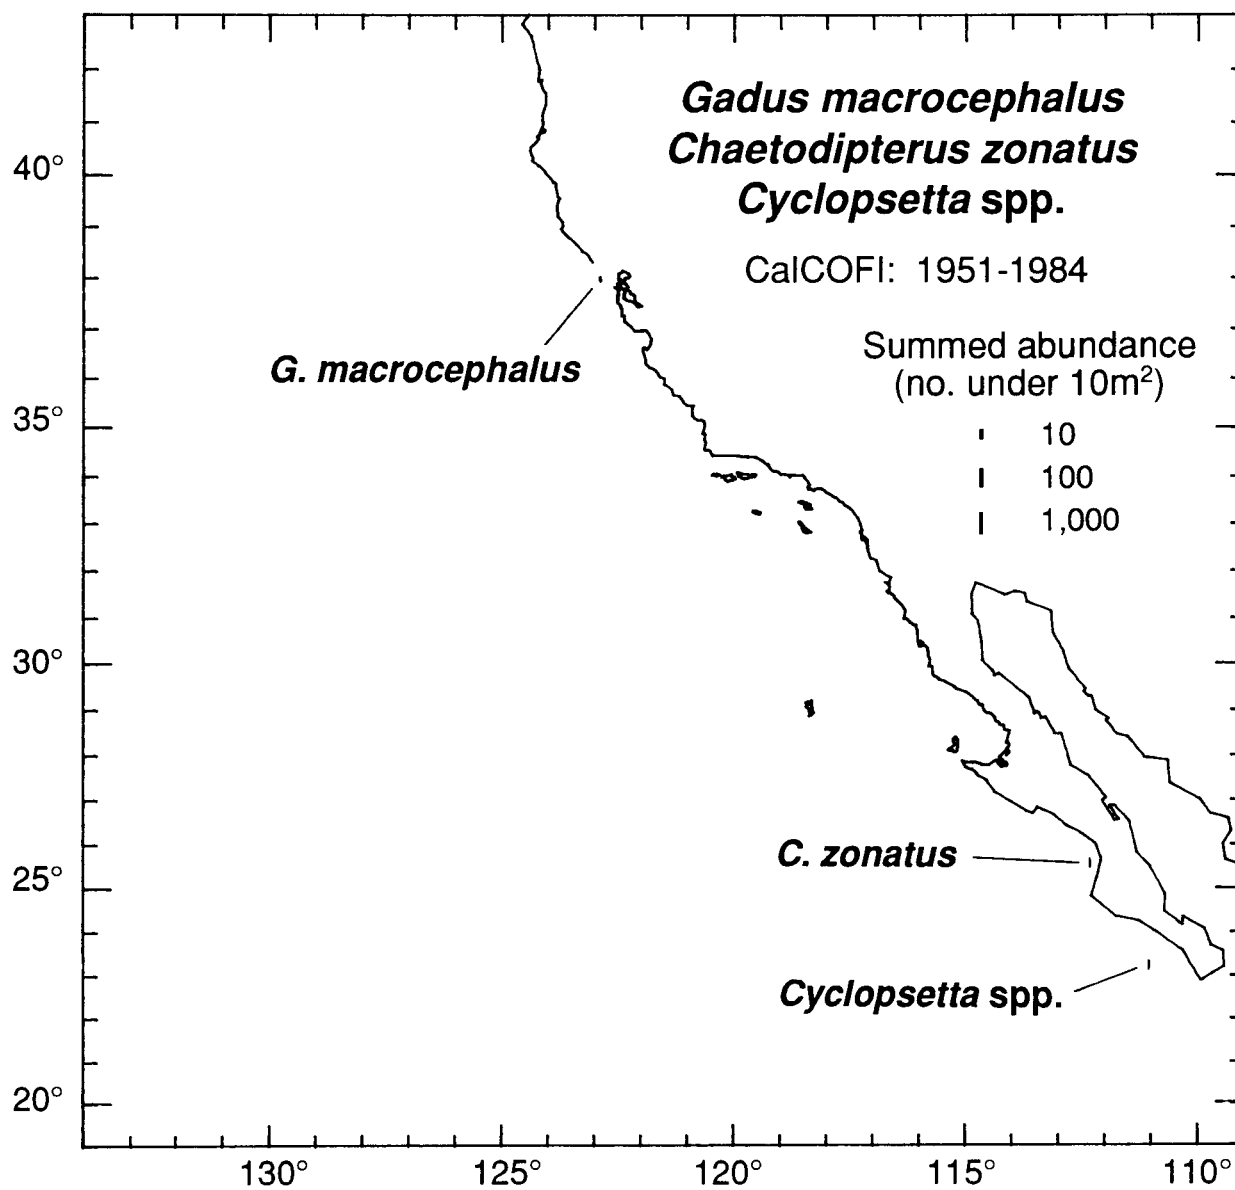 Gadus macrocephalus
Chaetodipterus zonatus
Cyclopsetta spp.
CalCOFI: 1951-1984
Summed abundance
(no. under 10m²)
10
100
1,000
G. macrocephalus
C. zonatus
Cyclopsetta spp.
40°
35°
30°
25°
20°
130° 125° 120° 115° 110°